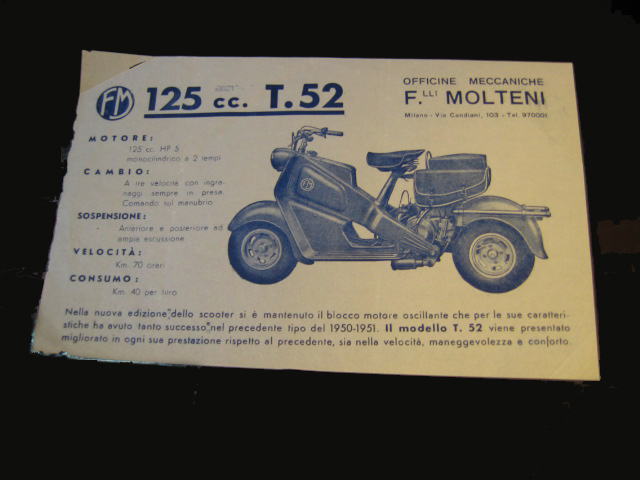 FM
125 cc. T.52
OFFICINE MECCANICHE
F.LLI MOLTENI
Milano - Via Candiani, 103 - Tel. 970001
MOTORE:
125 cc. HP 5
monocilindrico a 2 tempi
CAMBIO:
A tre velocità con ingra-
naggi sempre in presa
Comando sul manubrio
SOSPENSIONE:
Anteriore e posteriore ad
ampia escussione
VELOCITÀ:
Km. 70 orari
CONSUMO:
Km. 40 per litro
Nella nuova edizione dello scooter si è mantenuto il blocco motore oscillante che per le sue caratteri-
stiche ha avuto tanto successo nel precedente tipo del 1950-1951. Il modello T. 52 viene presentato
migliorato in ogni sua prestazione rispetto al precedente, sia nella velocità, maneggevolezza e conforto.